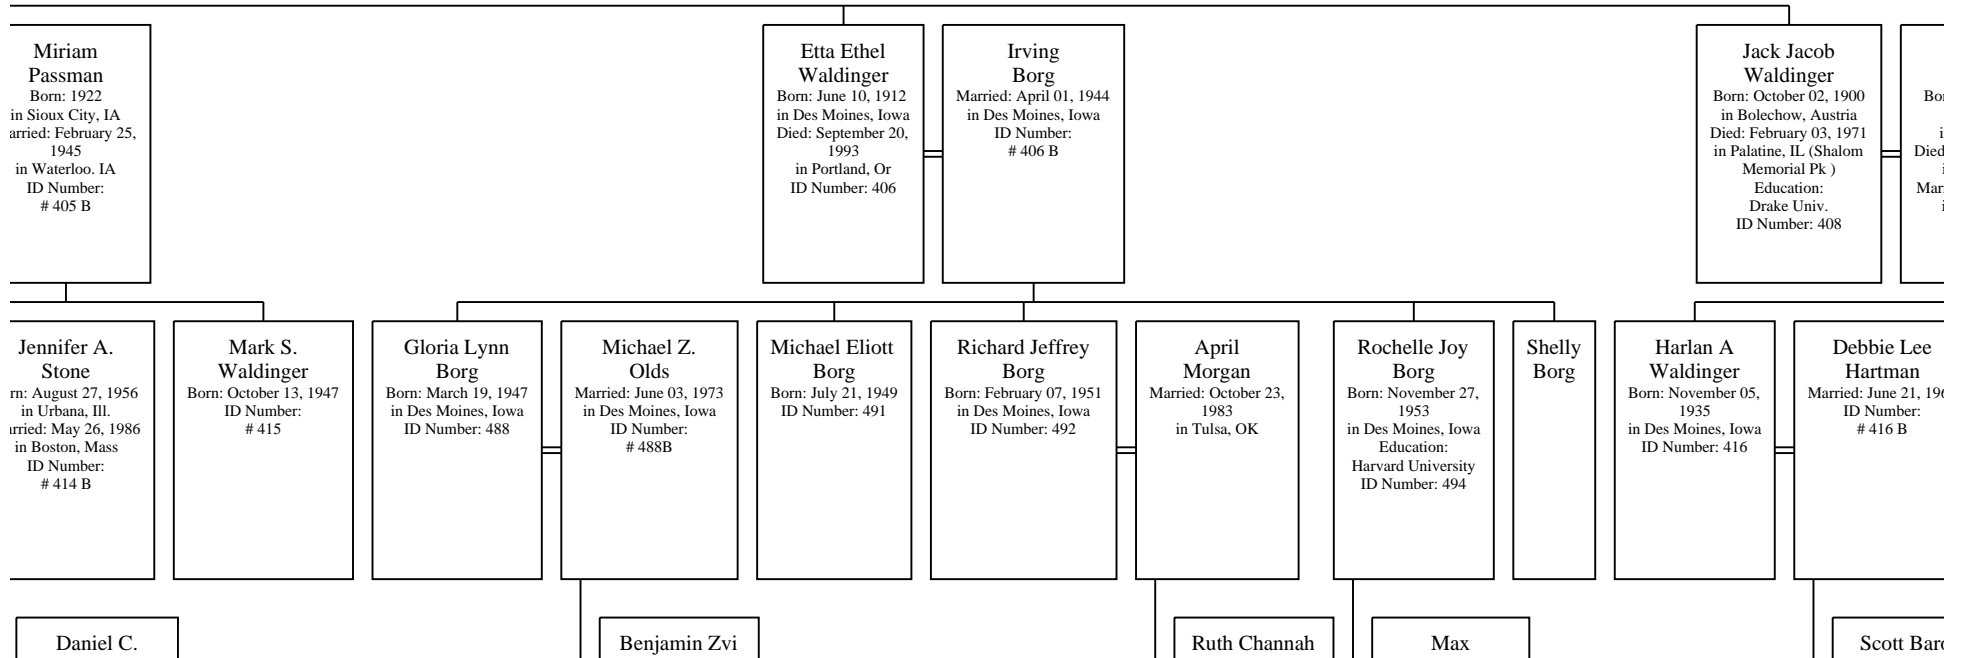 Miriam
Passman
Born: 1922
in Sioux City, IA
arried: February 25,
1945
in Waterloo. IA
ID Number:
# 405 B
Etta Ethel
Waldinger
Born: June 10, 1912
in Des Moines, Iowa
Died: September 20,
1993
in Portland, Or
ID Number: 406
Irving
Borg
Married: April 01, 1944
in Des Moines, Iowa
ID Number:
# 406 B
Jack Jacob
Waldinger
Born: October 02, 1900
in Bolechow, Austria
Died: February 03, 1971
in Palatine, IL (Shalom
Memorial Pk )
Education:
Drake Univ.
ID Number: 408
Died
Jennifer A.
Stone
rn: August 27, 1956
in Urbana, Ill.
rried: May 26, 1986
in Boston, Mass
ID Number:
# 414 B
Mark S.
Waldinger
Born: October 13, 1947
ID Number:
# 415
Gloria Lynn
Borg
Born: March 19, 1947
in Des Moines, Iowa
ID Number: 488
Michael Z.
Olds
Married: June 03, 1973
in Des Moines, Iowa
ID Number:
# 488B
Michael Eliott
Borg
Born: July 21, 1949
ID Number: 491
Richard Jeffrey
Borg
Born: February 07, 1951
in Des Moines, Iowa
ID Number: 492
April
Morgan
Married: October 23,
1983
in Tulsa, OK
Rochelle Joy
Borg
Born: November 27,
1953
in Des Moines, Iowa
Education:
Harvard University
ID Number: 494
Shelly
Borg
Harlan A
Waldinger
Born: November 05,
1935
in Des Moines, Iowa
ID Number: 416
Debbie Lee
Hartman
Married: June 21, 196
ID Number:
# 416 B
Daniel C.
Benjamin Zvi
Ruth Channah
Max
Scott Baro